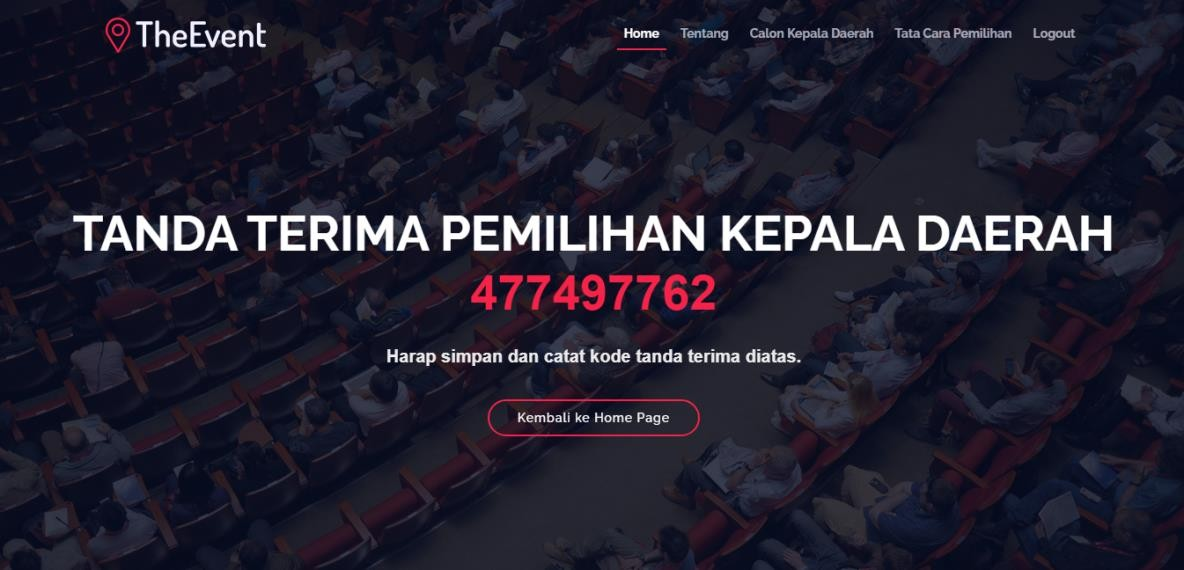 TheEvent
Home Tentang Calon Kepala Daerah Tata Cara Pemilihan Logout
TANDA TERIMA PEMILIHAN KEPALA DAERAH
477497762
Harap simpan dan catat kode tanda terima diatas.
Kembali ke Home Page